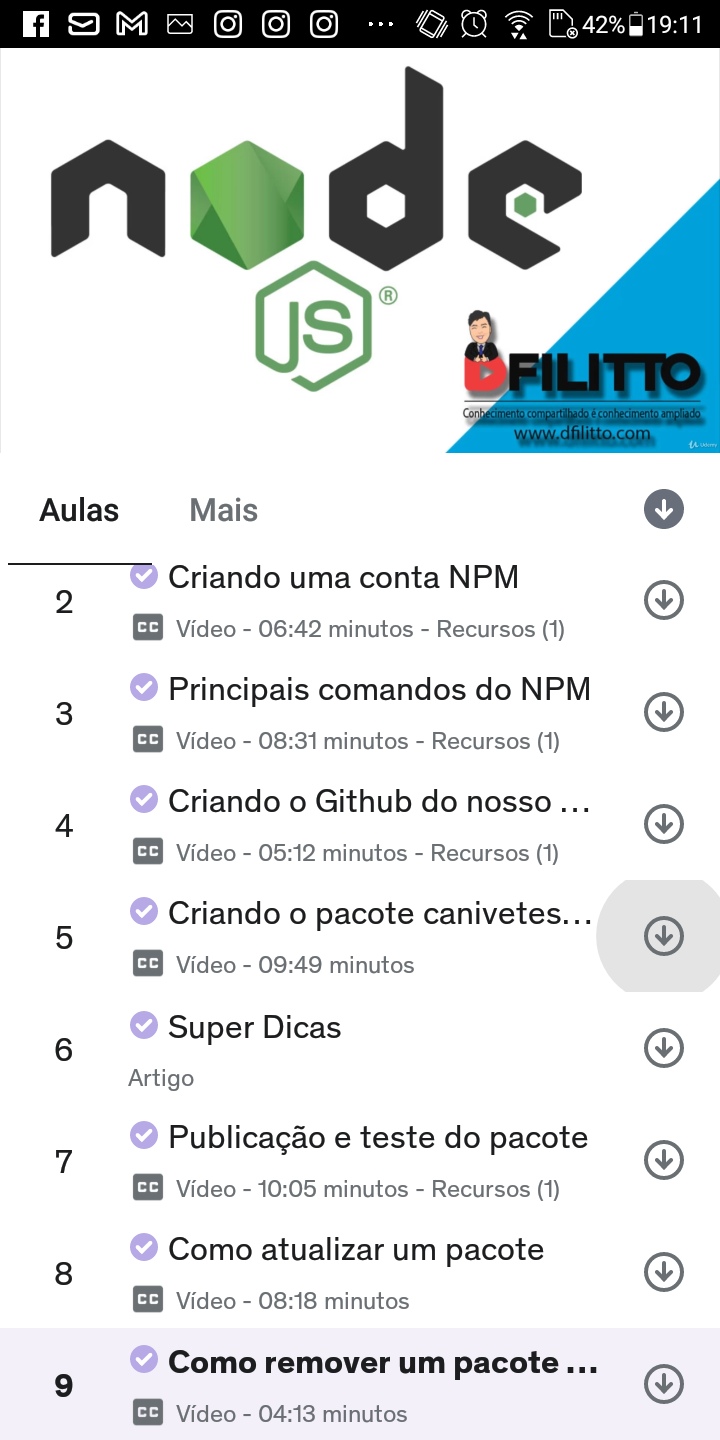 42% 19:11
node
JS ®
DFILITTO
Conhecimento compartilhado é conhecimento ampliado
www.dfilitto.com
Udemy
Aulas Mais
2 Criando uma conta NPM
CC Vídeo - 06:42 minutos - Recursos (1)
3 Principais comandos do NPM
CC Vídeo - 08:31 minutos - Recursos (1)
4 Criando o Github do nosso ...
CC Vídeo - 05:12 minutos - Recursos (1)
5 Criando o pacote canivetes...
CC Vídeo - 09:49 minutos
6 Super Dicas
Artigo
7 Publicação e teste do pacote
CC Vídeo - 10:05 minutos - Recursos (1)
8 Como atualizar um pacote
CC Vídeo - 08:18 minutos
9 Como remover um pacote ...
CC Vídeo - 04:13 minutos